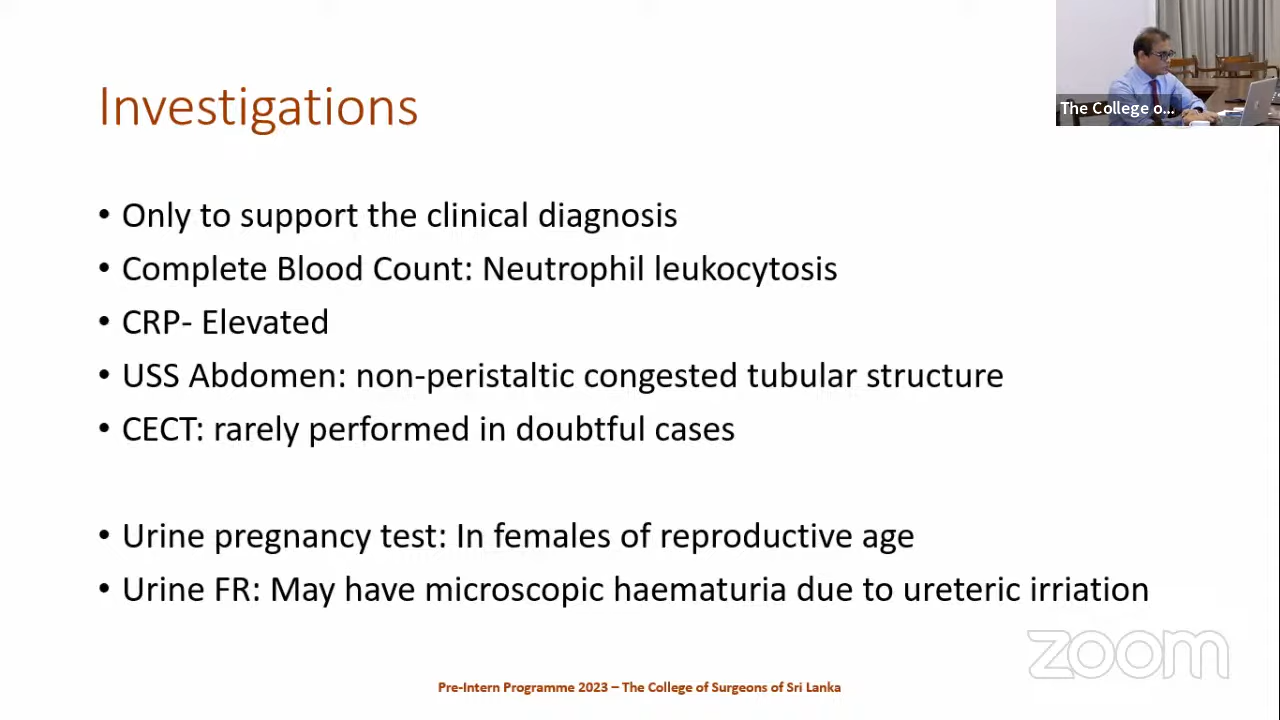 The College o...
Investigations
• Only to support the clinical diagnosis
• Complete Blood Count: Neutrophil leukocytosis
• CRP- Elevated
• USS Abdomen: non-peristaltic congested tubular structure
• CECT: rarely performed in doubtful cases
• Urine pregnancy test: In females of reproductive age
• Urine FR: May have microscopic haematuria due to ureteric irriation
zoom
Pre-Intern Programme 2023 – The College of Surgeons of Sri Lanka